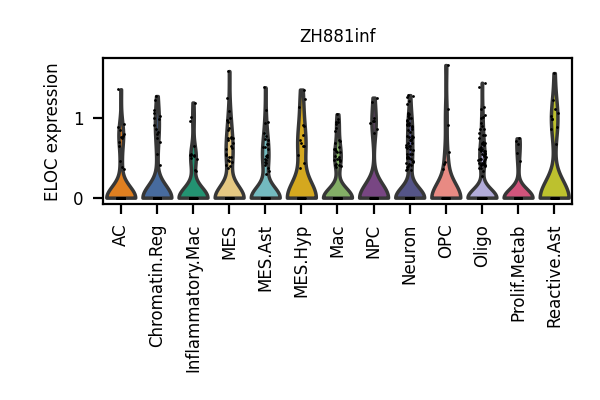 ZH881inf
ELOC expression
1
0
AC
Chromatin.Reg
Inflammatory.Mac
MES
MES.Ast
MES.Hyp
Mac
NPC
Neuron
OPC
Oligo
Prolif.Metab
Reactive.Ast